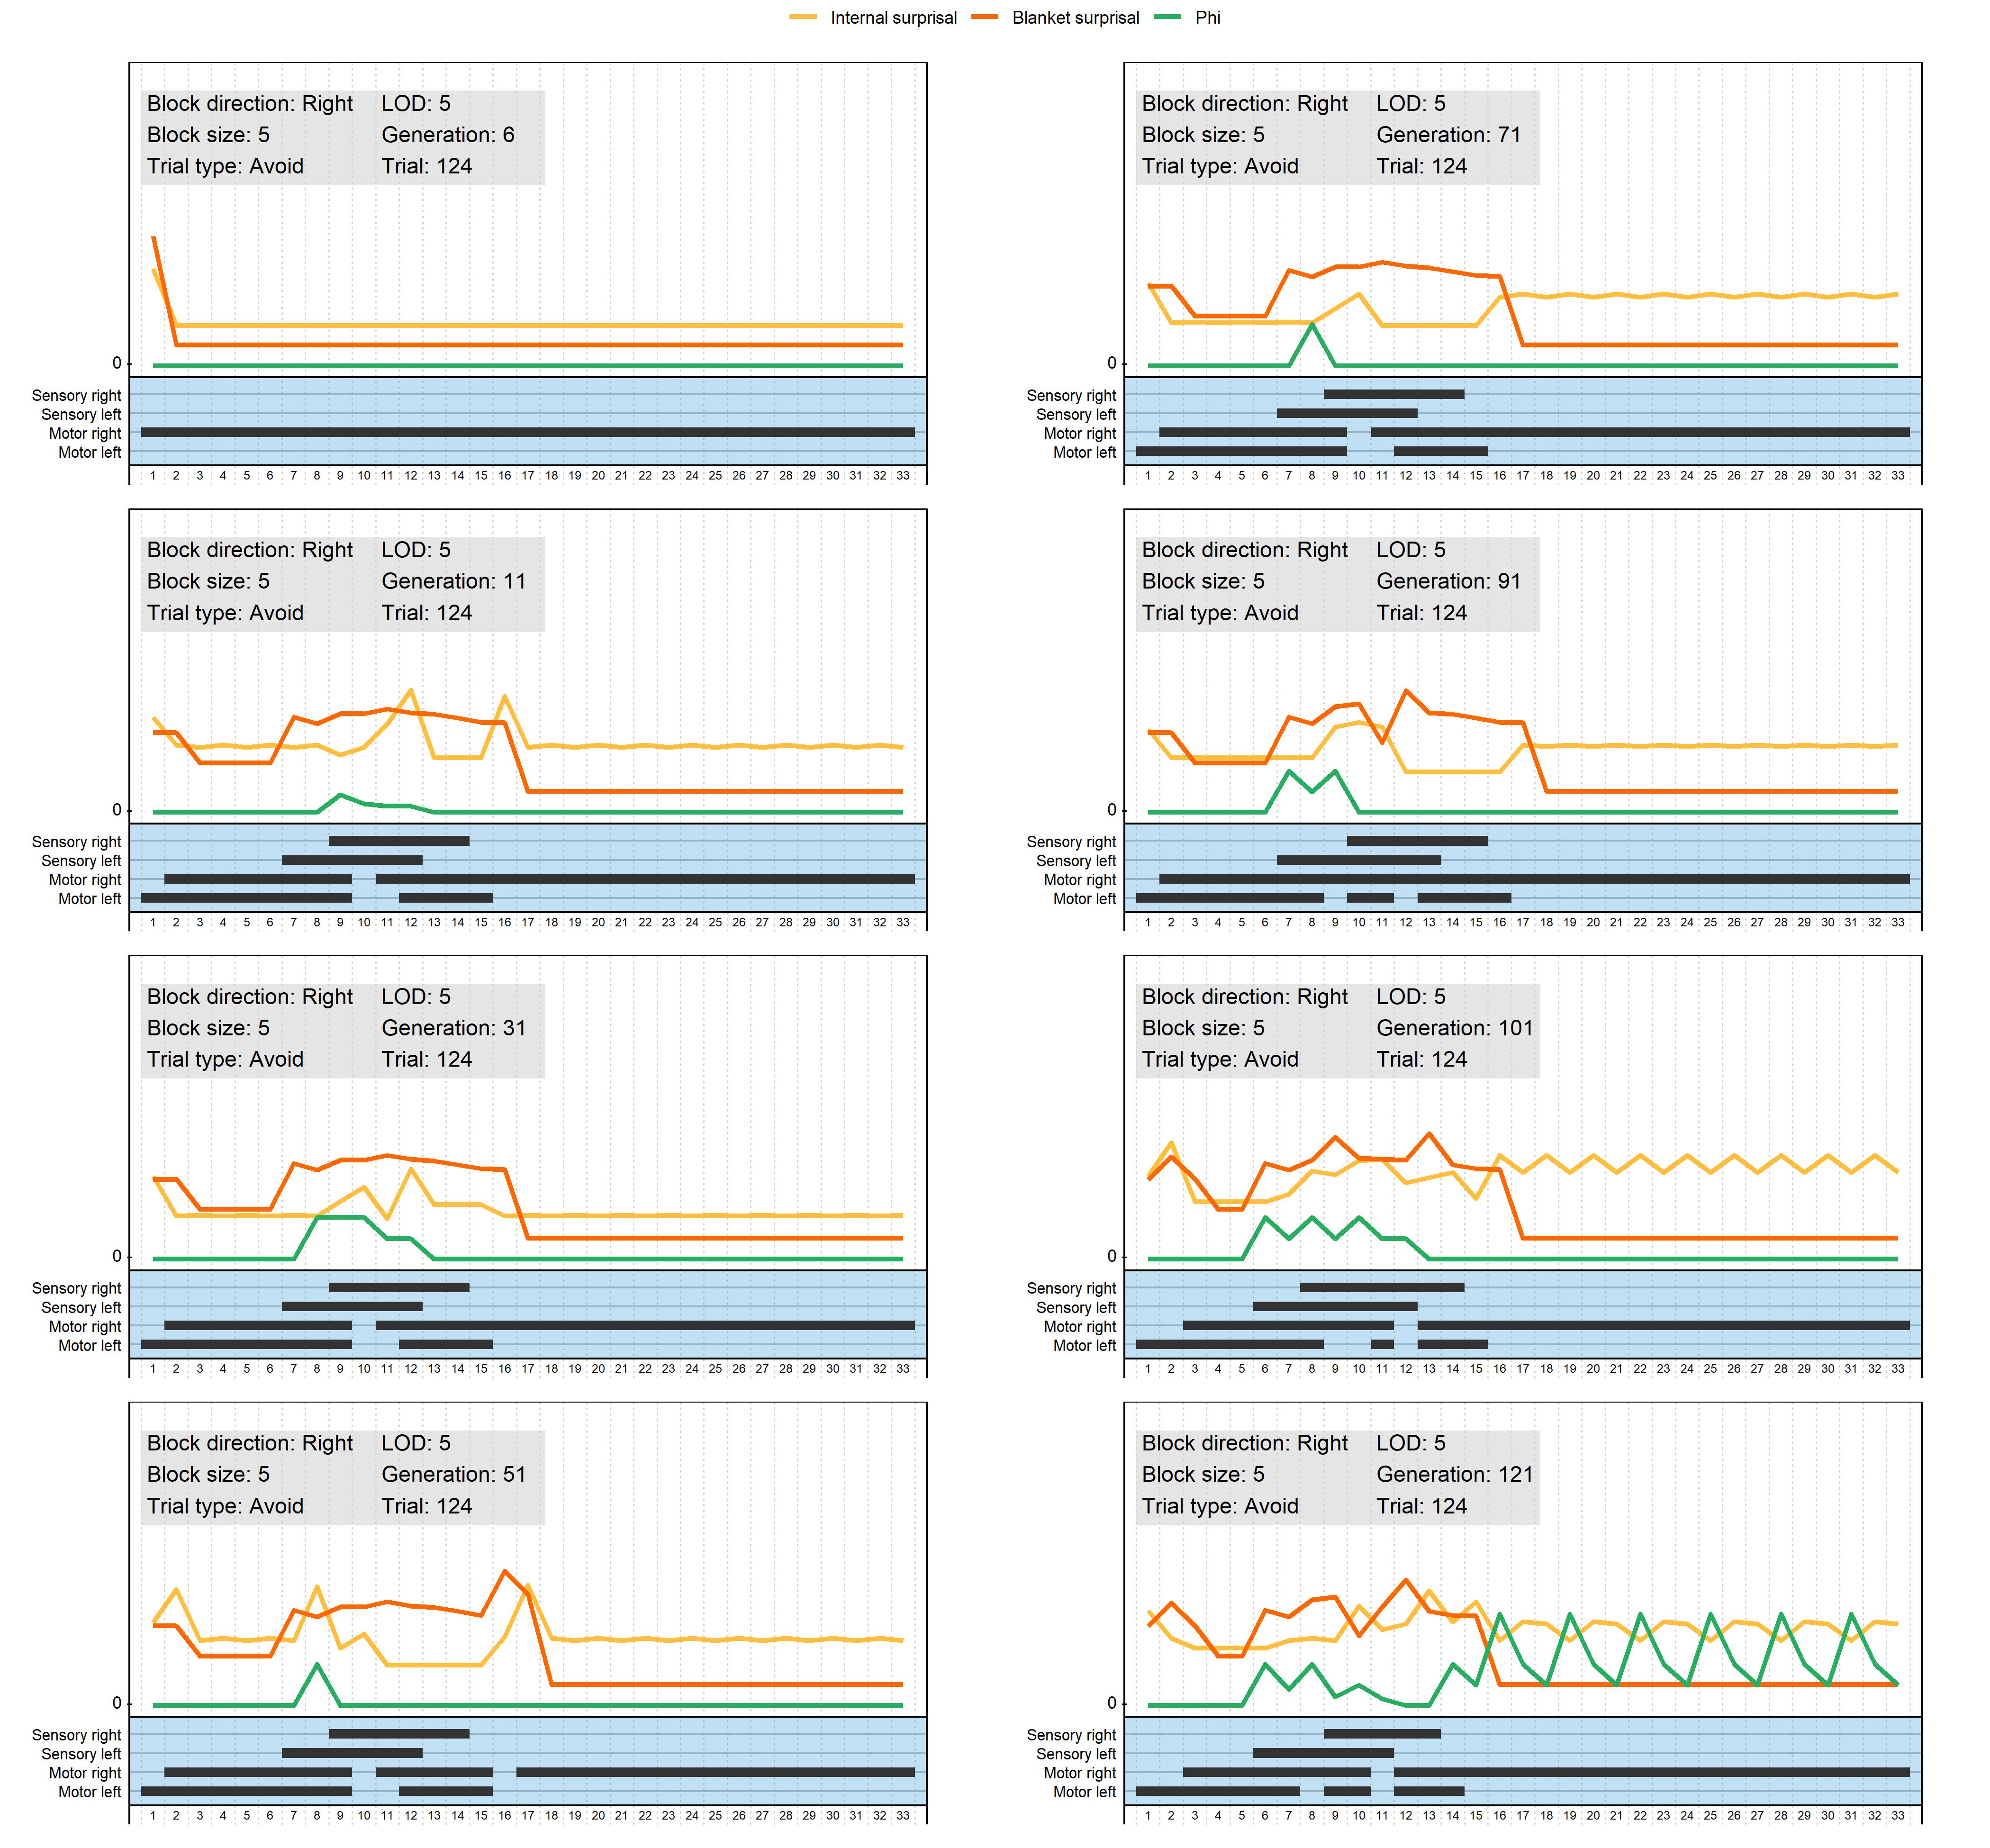 Internal surprisal Blanket surprisal Phi
Block direction: Right LOD: 5
Block size: 5 Generation: 6
Trial type: Avoid Trial: 124
0
Sensory right
Sensory left
Motor right
Motor left
1 2 3 4 5 6 7 8 9 10 11 12 13 14 15 16 17 18 19 20 21 22 23 24 25 26 27 28 29 30 31 32 33
Block direction: Right LOD: 5
Block size: 5 Generation: 71
Trial type: Avoid Trial: 124
0
Sensory right
Sensory left
Motor right
Motor left
1 2 3 4 5 6 7 8 9 10 11 12 13 14 15 16 17 18 19 20 21 22 23 24 25 26 27 28 29 30 31 32 33
Block direction: Right LOD: 5
Block size: 5 Generation: 11
Trial type: Avoid Trial: 124
0
Sensory right
Sensory left
Motor right
Motor left
1 2 3 4 5 6 7 8 9 10 11 12 13 14 15 16 17 18 19 20 21 22 23 24 25 26 27 28 29 30 31 32 33
Block direction: Right LOD: 5
Block size: 5 Generation: 91
Trial type: Avoid Trial: 124
0
Sensory right
Sensory left
Motor right
Motor left
1 2 3 4 5 6 7 8 9 10 11 12 13 14 15 16 17 18 19 20 21 22 23 24 25 26 27 28 29 30 31 32 33
Block direction: Right LOD: 5
Block size: 5 Generation: 31
Trial type: Avoid Trial: 124
0
Sensory right
Sensory left
Motor right
Motor left
1 2 3 4 5 6 7 8 9 10 11 12 13 14 15 16 17 18 19 20 21 22 23 24 25 26 27 28 29 30 31 32 33
Block direction: Right LOD: 5
Block size: 5 Generation: 101
Trial type: Avoid Trial: 124
0
Sensory right
Sensory left
Motor right
Motor left
1 2 3 4 5 6 7 8 9 10 11 12 13 14 15 16 17 18 19 20 21 22 23 24 25 26 27 28 29 30 31 32 33
Block direction: Right LOD: 5
Block size: 5 Generation: 51
Trial type: Avoid Trial: 124
0
Sensory right
Sensory left
Motor right
Motor left
1 2 3 4 5 6 7 8 9 10 11 12 13 14 15 16 17 18 19 20 21 22 23 24 25 26 27 28 29 30 31 32 33
Block direction: Right LOD: 5
Block size: 5 Generation: 121
Trial type: Avoid Trial: 124
0
Sensory right
Sensory left
Motor right
Motor left
1 2 3 4 5 6 7 8 9 10 11 12 13 14 15 16 17 18 19 20 21 22 23 24 25 26 27 28 29 30 31 32 33